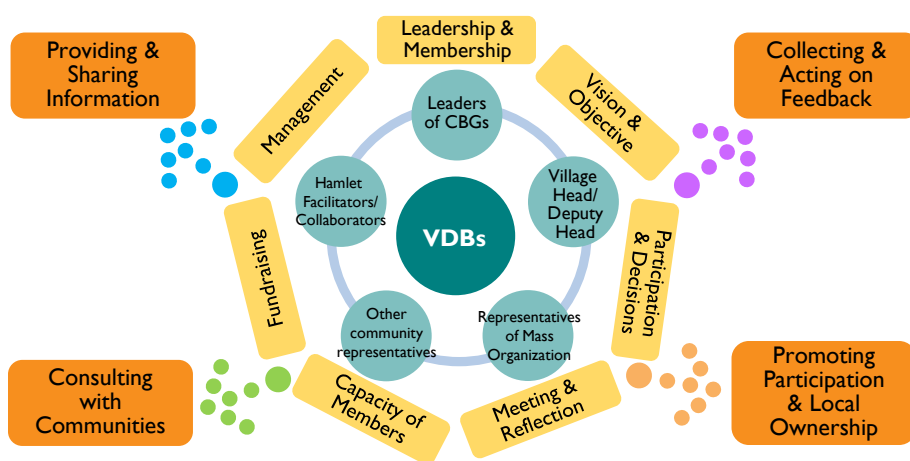 Providing &
Sharing
Information
Management
Leadership &
Membership
Vision &
Objective
Collecting &
Acting on
Feedback
Leaders
of CBGs
Hamlet
Facilitators/
Collaborators
VDBs
Village
Head/
Deputy
Head
Fundraising
Participation
& Decisions
Other
community
representatives
Representatives
of Mass
Organization
Consulting
with
Communities
Capacity of
Members
Meeting &
Reflection
Promoting
Participation
& Local
Ownership